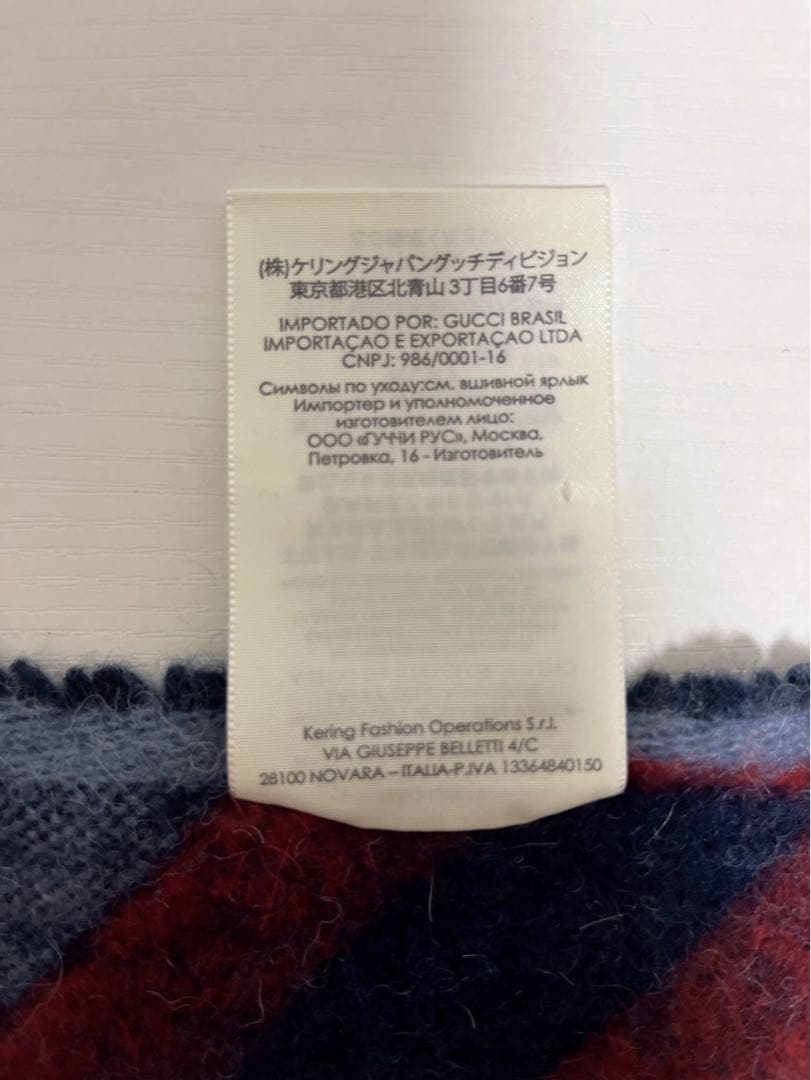 (株)ケリングジャパングッチディビジョン
東京都港区北青山3丁目6番7号
IMPORTADO POR: GUCCI BRASIL
IMPORTAÇAO E EXPORTAÇAO LTDA
CNPJ: 986/0001-16
Символы по уходу:см. вшивной ярлык
Импортер и уполномоченное
изготовителем лицо:
ООО «ГУЧЧИ РУС», Москва,
Петровка, 16 - Изготовитель
Kering Fashion Operations S.r.l.
VIA GIUSEPPE BELLETTI 4/C
28100 NOVARA – ITALIA-P.IVA 13364840150